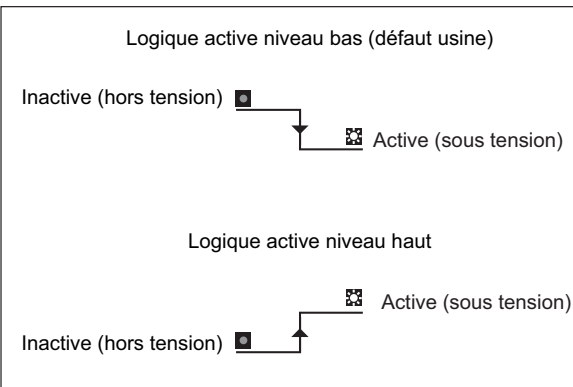 Logique active niveau bas (défaut usine)
Inactive (hors tension)
Active (sous tension)
Logique active niveau haut
Active (sous tension)
Inactive (hors tension)